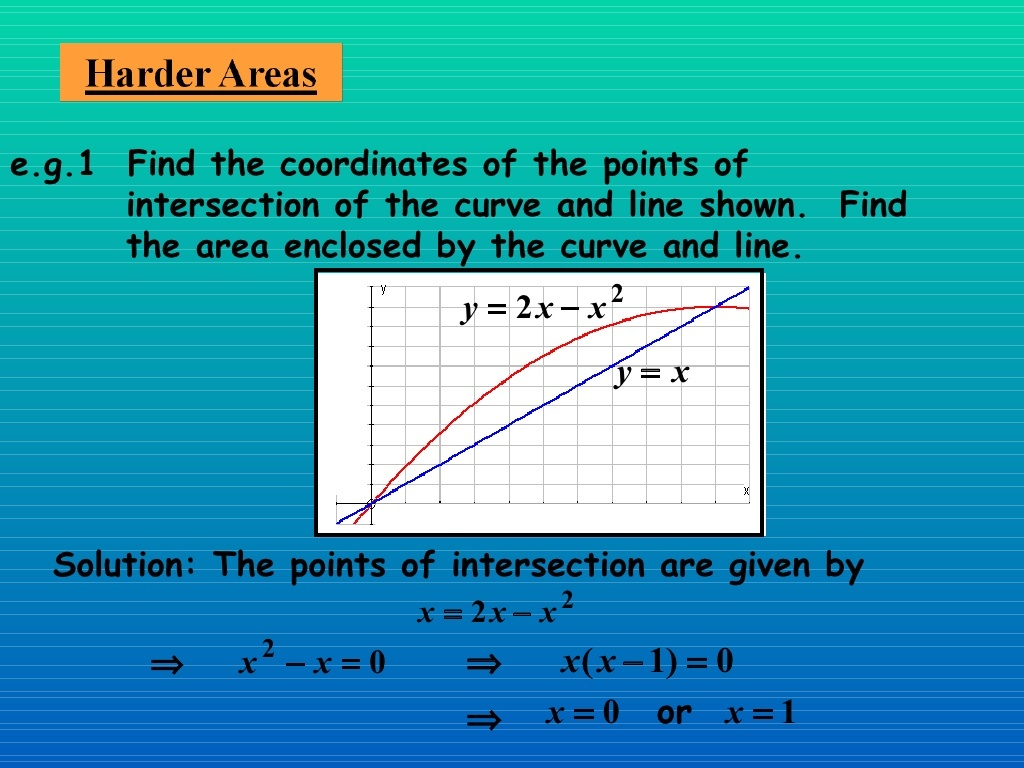 Harder Areas
e.g.1 Find the coordinates of the points of
intersection of the curve and line shown. Find
the area enclosed by the curve and line.
y
y = 2x − x²
y = x
x
Solution: The points of intersection are given by
x = 2x − x²
⇒ x² − x = 0 ⇒ x(x − 1) = 0
⇒ x = 0 or x = 1